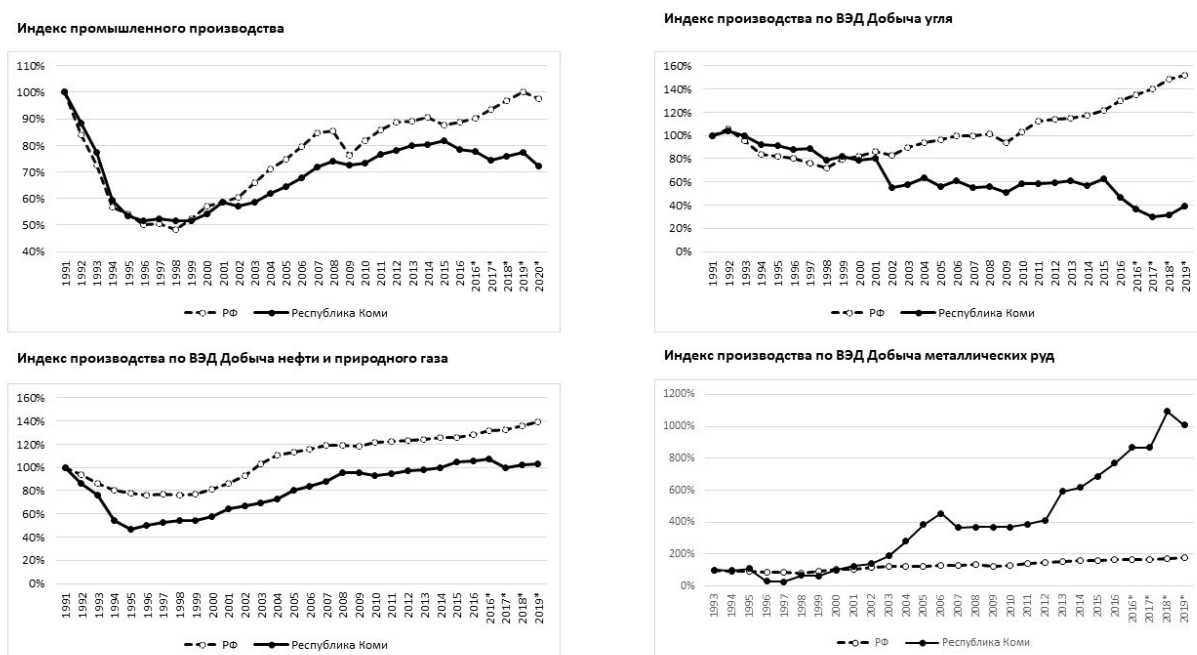 Индекс промышленного производства
110%
100%
90%
80%
70%
60%
50%
40%
1991 1992 1993 1994 1995 1996 1997 1998 1999 2000 2001 2002 2003 2004 2005 2006 2007 2008 2009 2010 2011 2012 2013 2014 2015 2016 2016* 2017* 2018* 2019* 2020*
РФ Республика Коми
Индекс производства по ВЭД Добыча угля
160%
140%
120%
100%
80%
60%
40%
20%
0%
1991 1992 1993 1994 1995 1996 1997 1998 1999 2000 2001 2002 2003 2004 2005 2006 2007 2008 2009 2010 2011 2012 2013 2014 2015 2016 2016* 2017* 2018* 2019*
РФ Республика Коми
Индекс производства по ВЭД Добыча нефти и природного газа
160%
140%
120%
100%
80%
60%
40%
20%
0%
1991 1992 1993 1994 1995 1996 1997 1998 1999 2000 2001 2002 2003 2004 2005 2006 2007 2008 2009 2010 2011 2012 2013 2014 2015 2016 2016* 2017* 2018* 2019*
РФ Республика Коми
Индекс производства по ВЭД Добыча металлических руд
1200%
1000%
800%
600%
400%
200%
0%
1993 1994 1995 1996 1997 1998 1999 2000 2001 2002 2003 2004 2005 2006 2007 2008 2009 2010 2011 2012 2013 2014 2015 2016 2016* 2017* 2018* 2019*
РФ Республика Коми